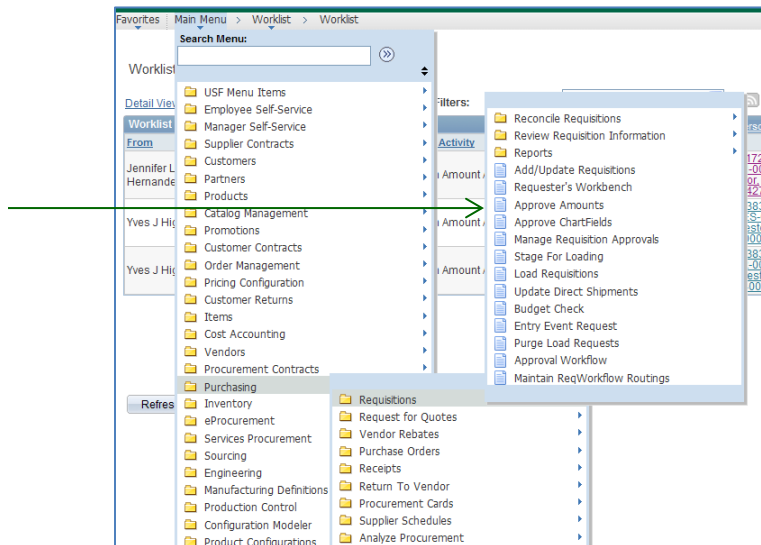 Favorites Main Menu > Worklist > Worklist
Search Menu:
Worklist
Detail View
Filters:
Worklist
From
Activity
Jennifer L
Hernande
Amount
Yves J Hig
Amount
Yves J Hig
Amount
Refres
USF Menu Items
Employee Self-Service
Manager Self-Service
Supplier Contracts
Customers
Partners
Products
Catalog Management
Promotions
Customer Contracts
Order Management
Pricing Configuration
Customer Returns
Items
Cost Accounting
Vendors
Procurement Contracts
Purchasing
Inventory
eProcurement
Services Procurement
Sourcing
Engineering
Manufacturing Definitions
Production Control
Configuration Modeler
Product Configurations
Requisitions
Request for Quotes
Vendor Rebates
Purchase Orders
Receipts
Return To Vendor
Procurement Cards
Supplier Schedules
Analyze Procurement
Reconcile Requisitions
Review Requisition Information
Reports
Add/Update Requisitions
Requester's Workbench
Approve Amounts
Approve ChartFields
Manage Requisition Approvals
Stage For Loading
Load Requisitions
Update Direct Shipments
Budget Check
Entry Event Request
Purge Load Requests
Approval Workflow
Maintain ReqWorkflow Routings